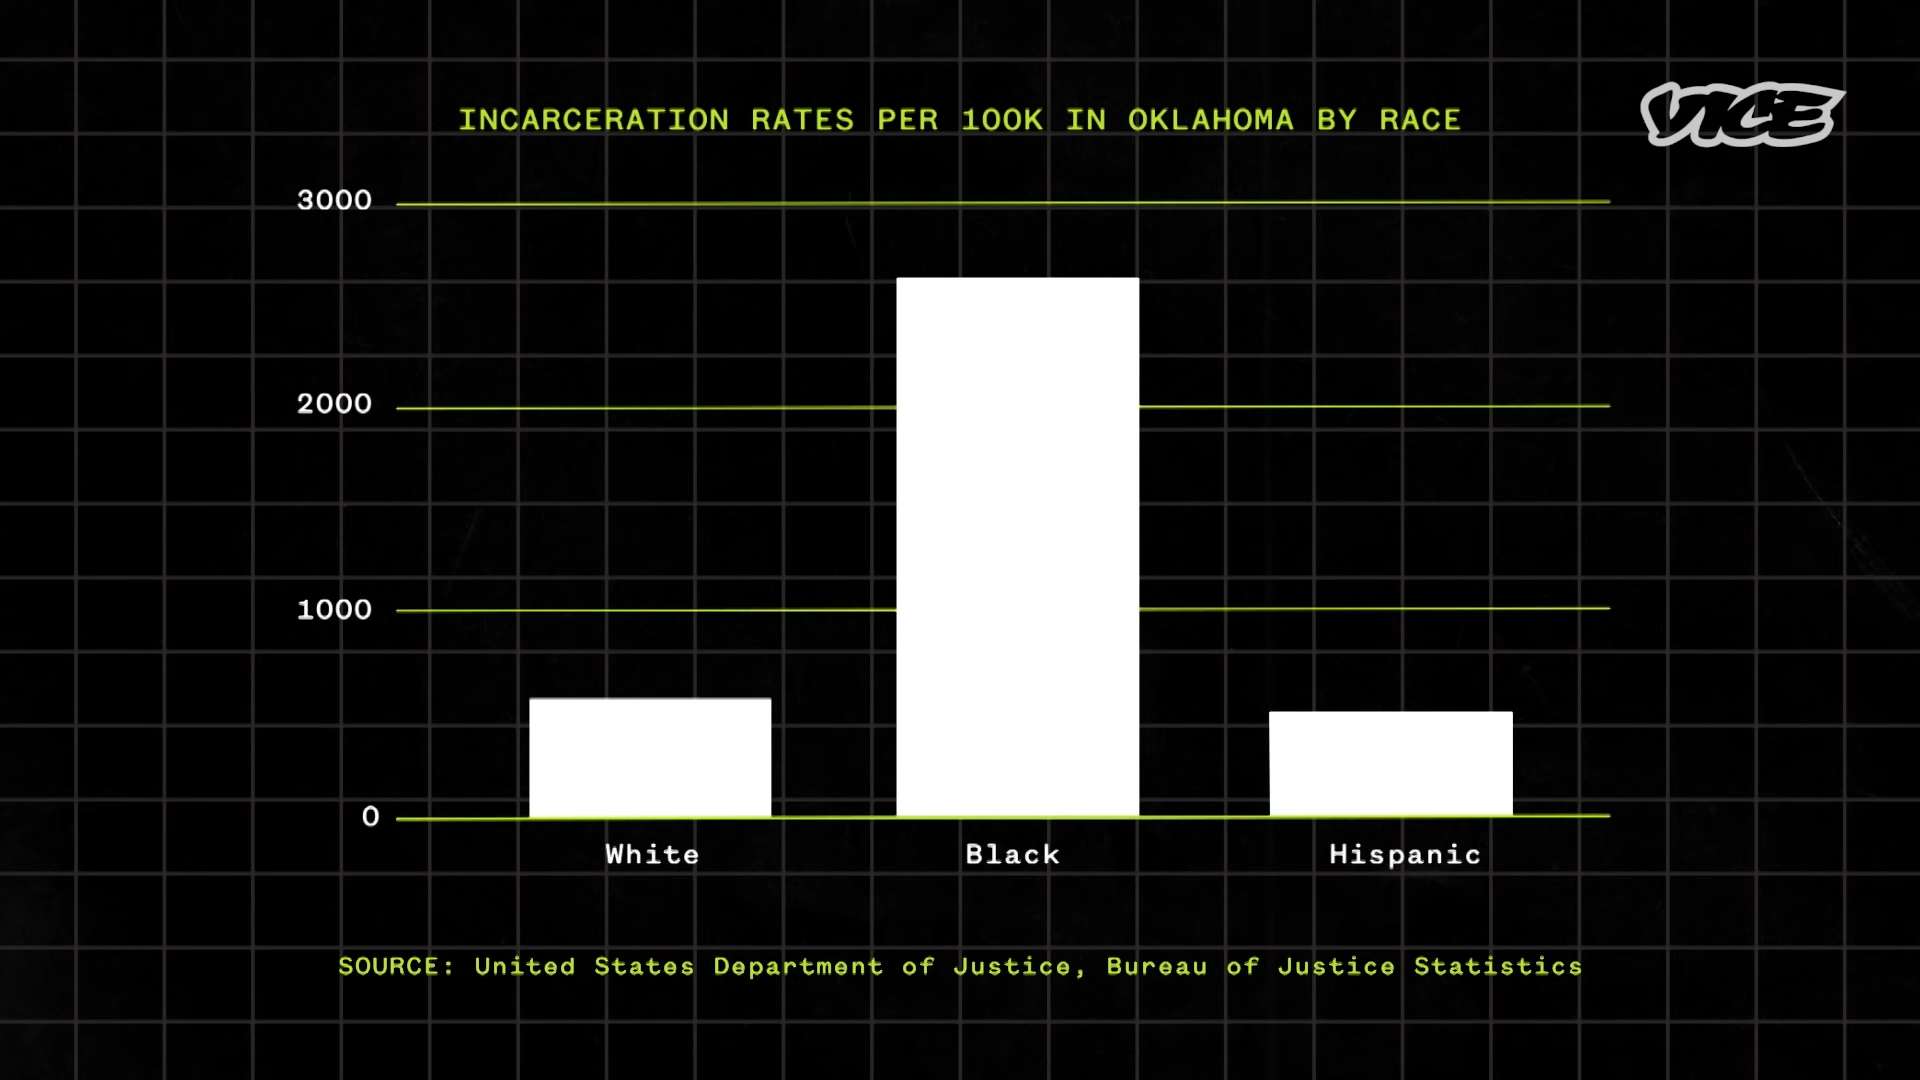 INCARCERATION RATES PER 100K IN OKLAHOMA BY RACE
VICE
3000
2000
1000
0
White Black Hispanic
SOURCE: United States Department of Justice, Bureau of Justice Statistics